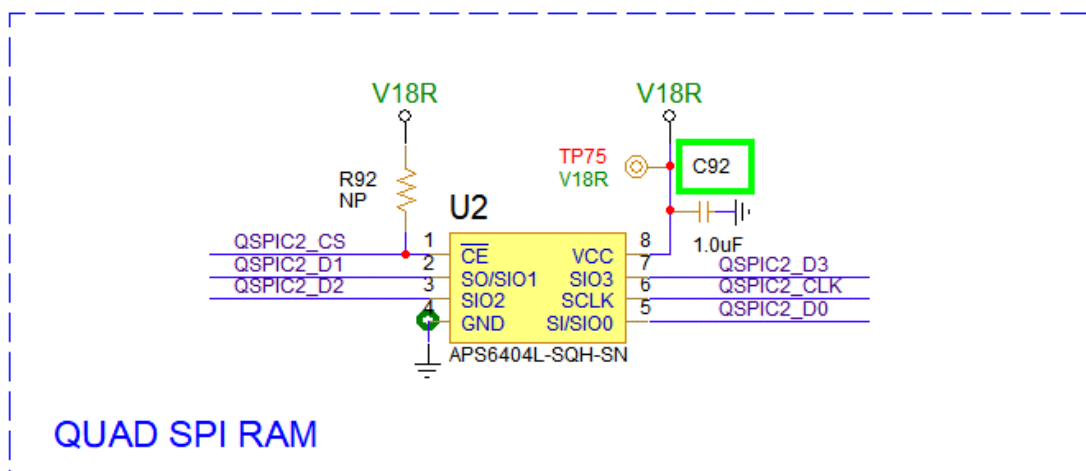 V18R
V18R
TP75
V18R
C92
R92
NP
U2
1.0uF
QSPIC2_CS
1
CE
VCC
8
QSPIC2_D1
2
SO/SIO1
SIO3
7
QSPIC2_D3
QSPIC2_D2
3
SIO2
SCLK
6
QSPIC2_CLK
4
GND
SI/SIO0
5
QSPIC2_D0
APS6404L-SQH-SN
QUAD SPI RAM